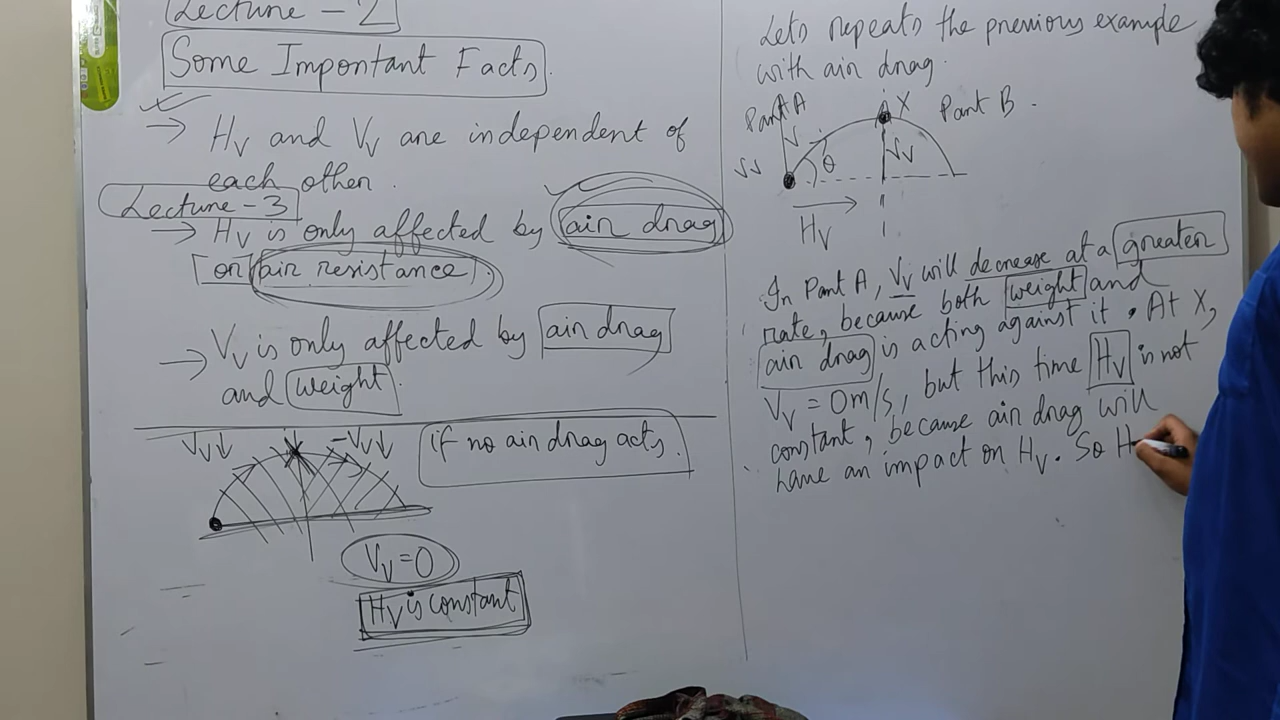 Lecture - 2
Some Important Facts.
→ Hv and Vv are independent of
each other.
Lecture - 3
→ Hv is only affected by air drag
or air resistance.
→ Vv is only affected by air drag
and weight.
Vv↓
-Vv↓
if no air drag acts.
Vv = 0
Hv is constant
Lets repeats the previous example
with air drag.
Part A
X
Part B.
V
Vv
θ
Vv
Hv
In Part A, Vv will decrease at a greater
rate, because both weight and
air drag is acting against it. At X,
Vv = 0m/s, but this time Hv is not
constant, because air drag will
have an impact on Hv. So H